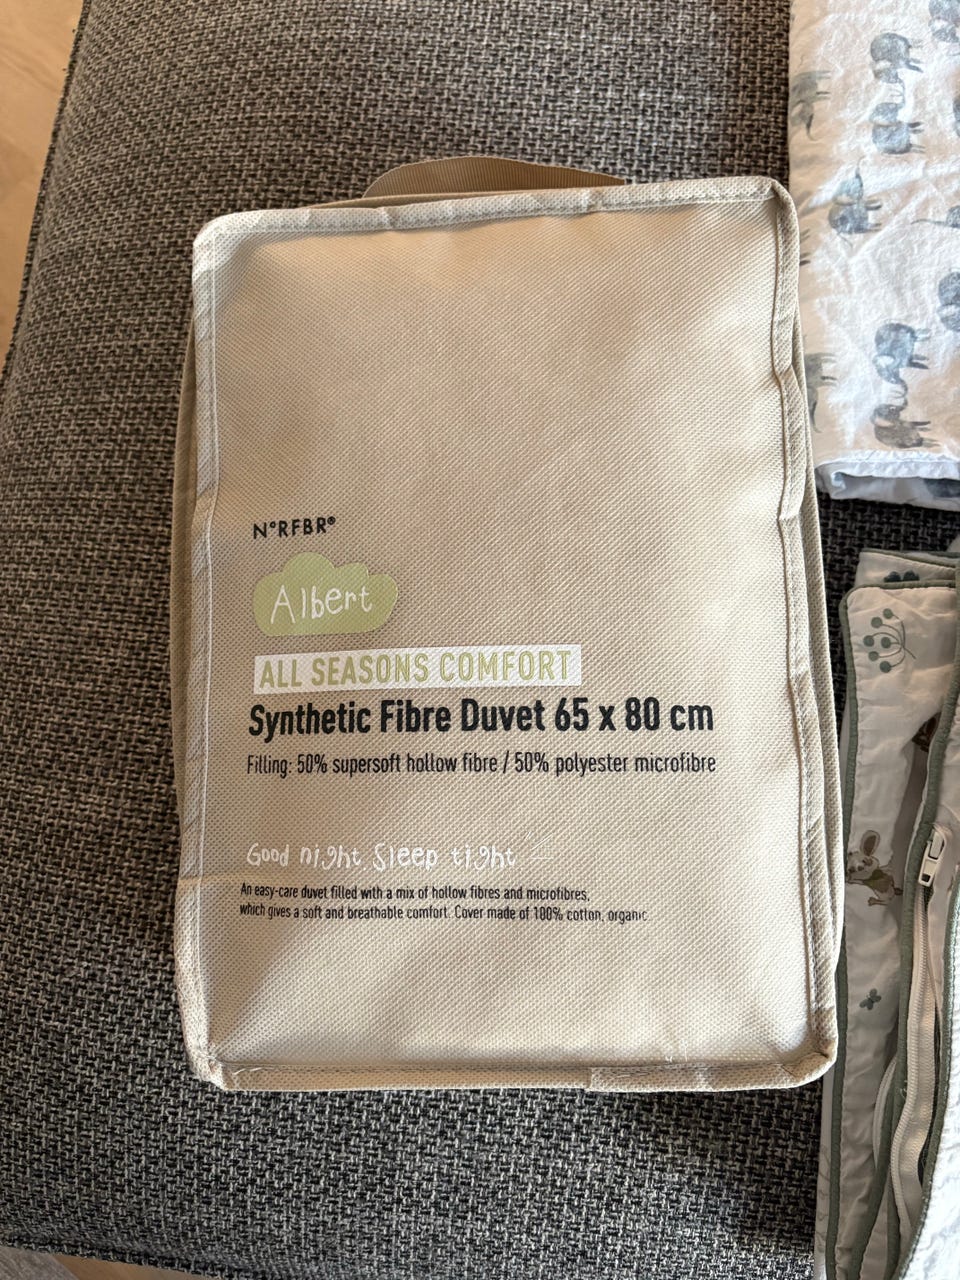 N°RFBR®
Albert
ALL SEASONS COMFORT
Synthetic Fibre Duvet 65 x 80 cm
Filling: 50% supersoft hollow fibre / 50% polyester microfibre
Good night Sleep tight
An easy-care duvet filled with a mix of hollow fibres and microfibres,
which gives a soft and breathable comfort. Cover made of 100% cotton, organic.